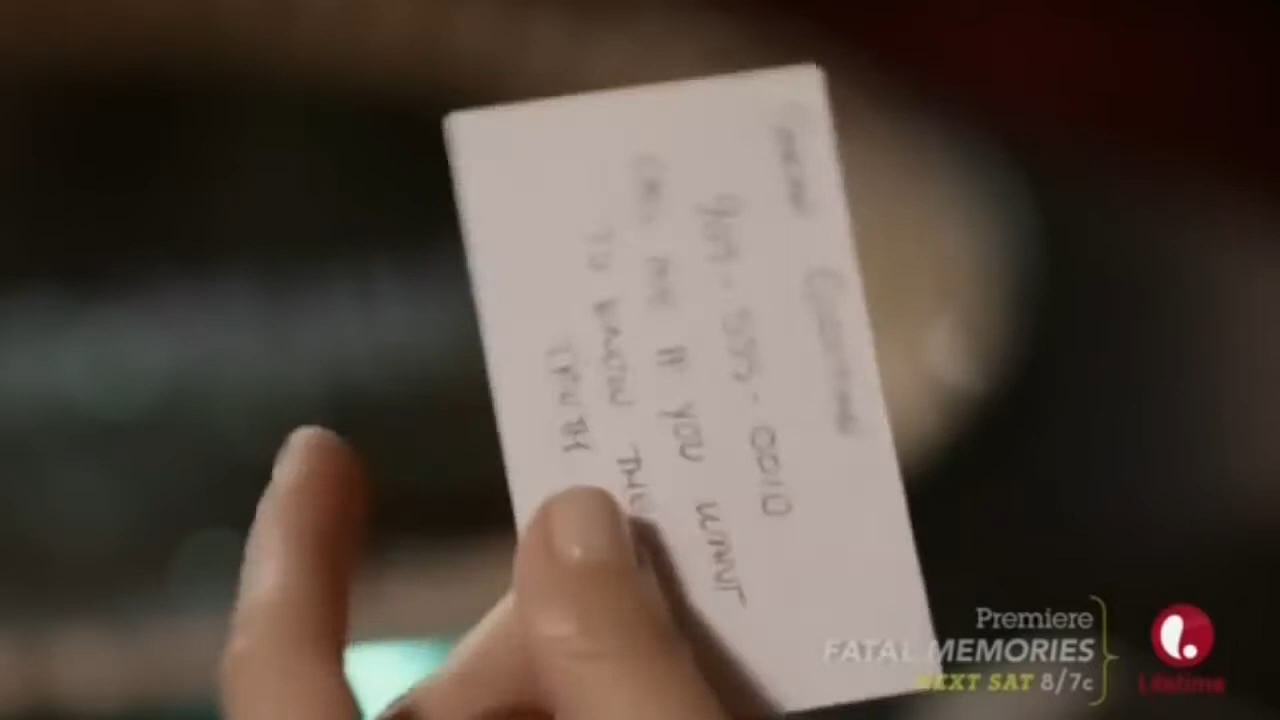 909-555-0010
CALL ME IF YOU WANT
TO KNOW THE
TRUTH
Premiere
FATAL MEMORIES
NEXT SAT 8/7c
Lifetime